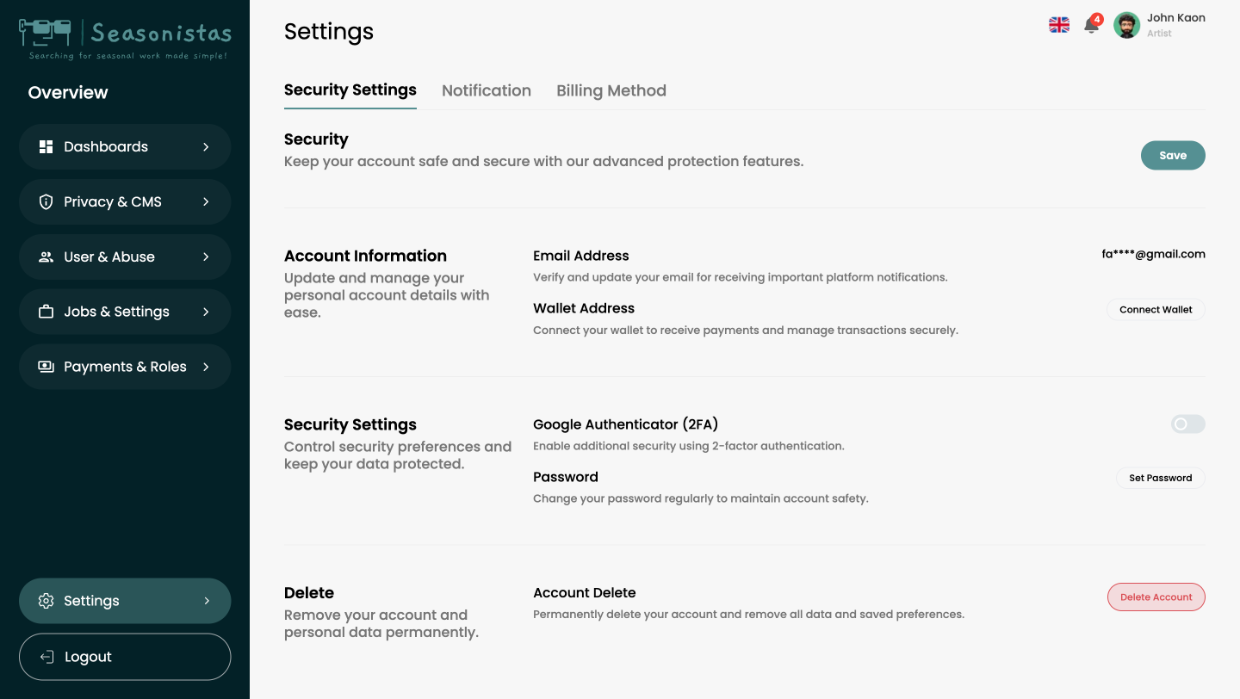 Seasonistas
Searching for seasonal work made simple!
Overview
Dashboards
Privacy & CMS
User & Abuse
Jobs & Settings
Payments & Roles
Settings
Logout
Settings
4
John Kaon
Artist
Security Settings
Notification
Billing Method
Security
Keep your account safe and secure with our advanced protection features.
Save
Account Information
Update and manage your
personal account details with
ease.
Email Address
fa****@gmail.com
Verify and update your email for receiving important platform notifications.
Wallet Address
Connect your wallet to receive payments and manage transactions securely.
Connect Wallet
Security Settings
Control security preferences and
keep your data protected.
Google Authenticator (2FA)
Enable additional security using 2-factor authentication.
Password
Change your password regularly to maintain account safety.
Set Password
Delete
Remove your account and
personal data permanently.
Account Delete
Permanently delete your account and remove all data and saved preferences.
Delete Account